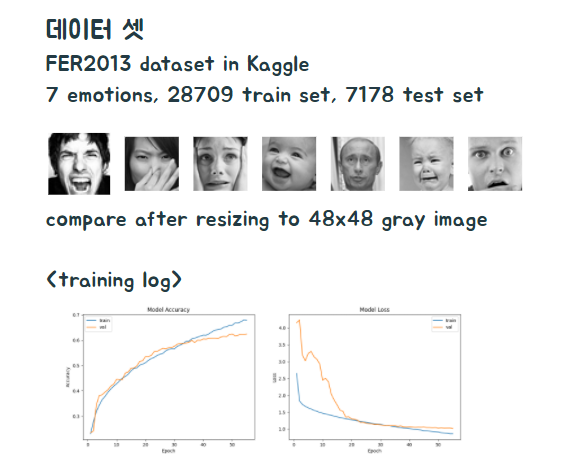 데이터 셋
FER2013 dataset in Kaggle
7 emotions, 28709 train set, 7178 test set
compare after resizing to 48x48 gray image
<training log>
Model Accuracy
train
val
0.7
0.6
0.5
0.4
0.3
Accuracy
0 10 20 30 40 50
Epoch
Model Loss
train
val
4.0
3.5
3.0
2.5
2.0
1.5
1.0
Loss
0 10 20 30 40 50
Epoch